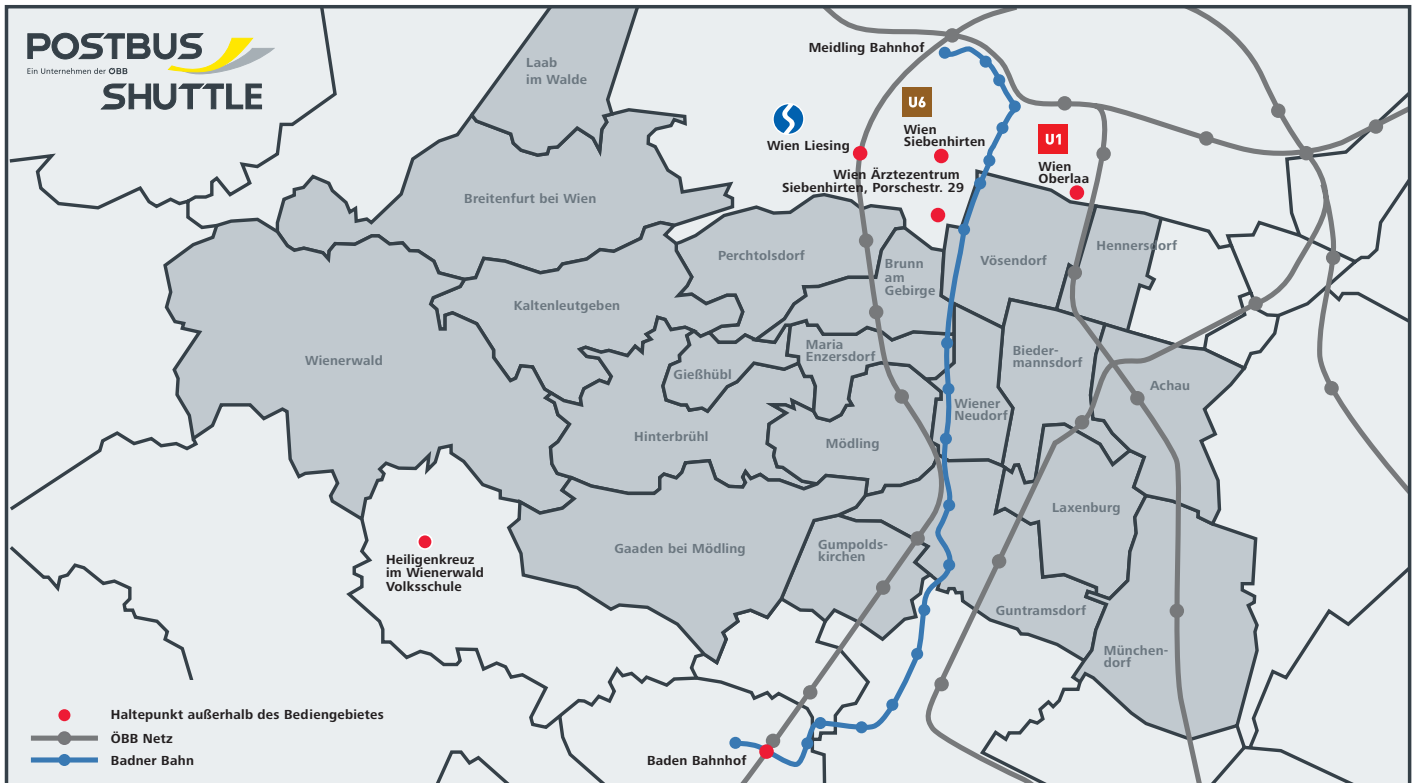 POSTBUS
Ein Unternehmen der ÖBB
SHUTTLE
Laab
im Walde
Meidling Bahnhof
U6
Wien
Siebenhirten
U1
Wien
Oberlaa
Wien Liesing
Wien Ärztezentrum
Siebenhirten, Porschestr. 29
Breitenfurt bei Wien
Perchtolsdorf
Brunn
am
Gebirge
Vösendorf
Hennersdorf
Kaltenleutgeben
Wienerwald
Gießhübl
Maria
Enzersdorf
Bieder-
mannsdorf
Achau
Wiener
Neudorf
Hinterbrühl
Mödling
Laxenburg
Gaaden bei Mödling
Gumpolds-
kirchen
Heiligenkreuz
im Wienerwald
Volksschule
Guntramsdorf
München-
dorf
Haltepunkt außerhalb des Bediengebietes
ÖBB Netz
Badner Bahn
Baden Bahnhof